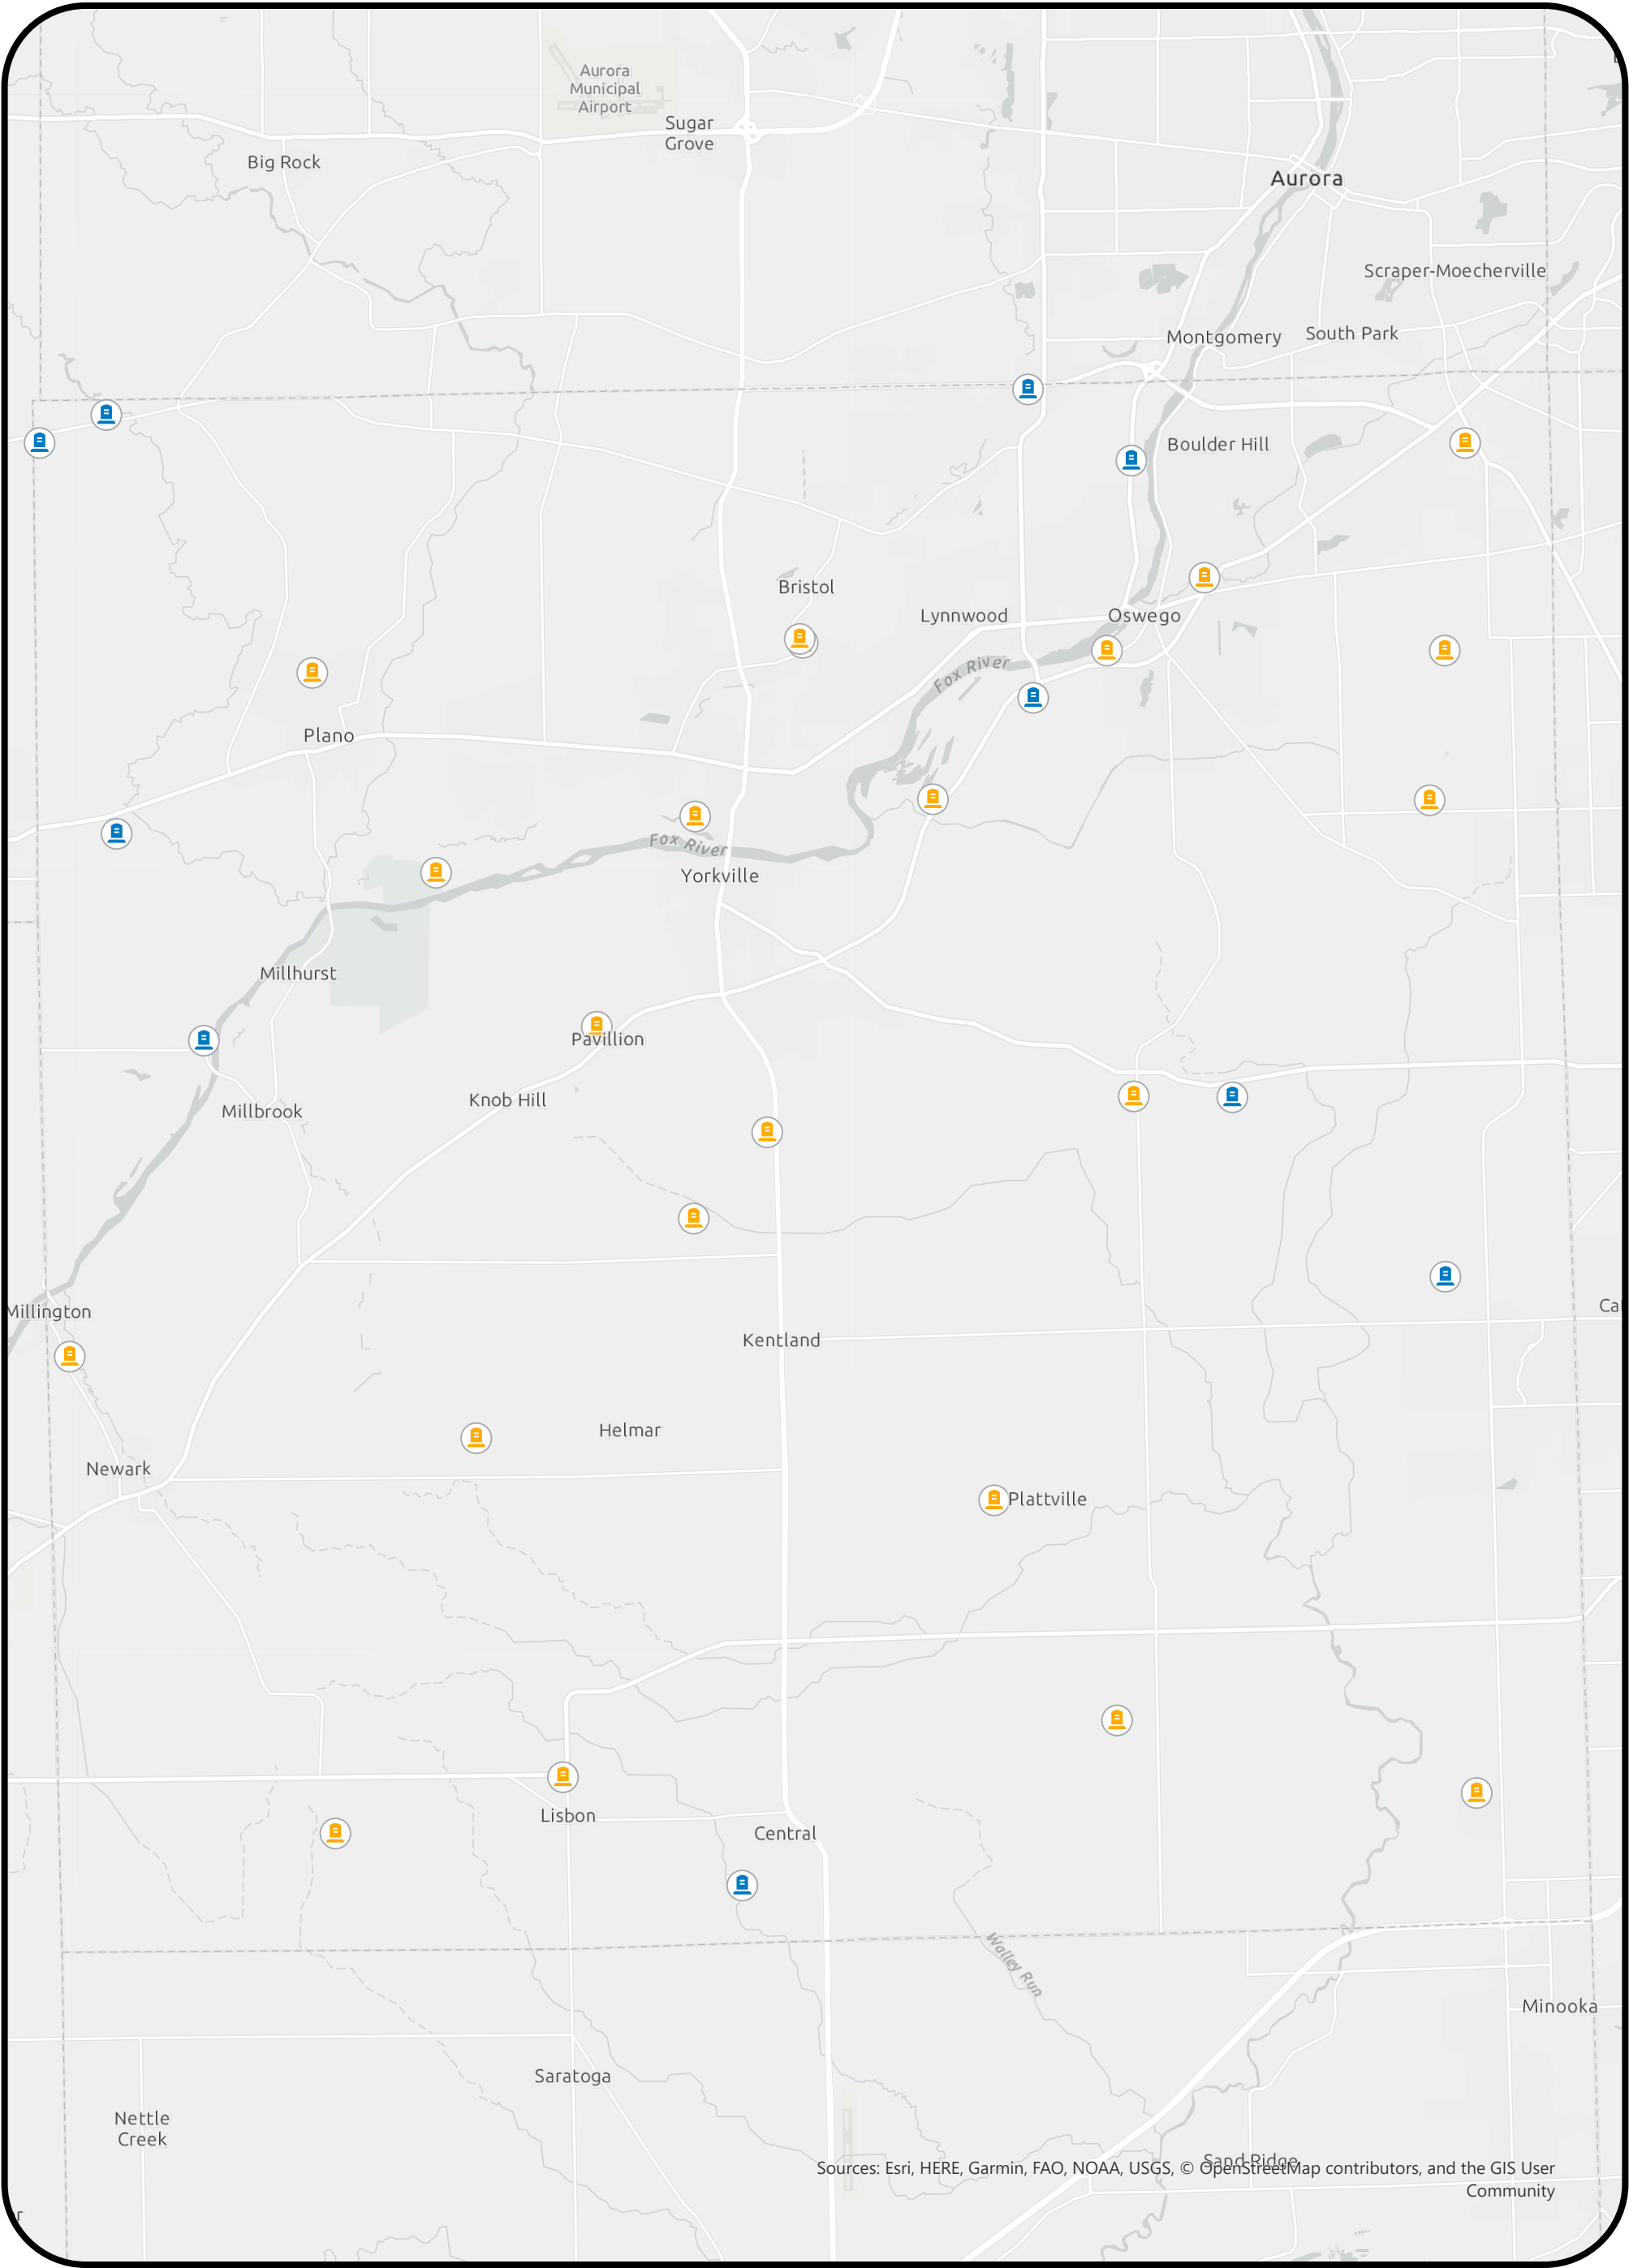 Aurora
Municipal
Airport
Sugar
Grove
Big Rock
Aurora
Scraper-Moecherville
Montgomery
South Park
Boulder Hill
Bristol
Lynnwood
Oswego
Fox River
Plano
Fox River
Yorkville
Millhurst
Pavillion
Knob Hill
Millbrook
Millington
Cat
Kentland
Helmar
Newark
Plattville
Lisbon
Central
Walley Run
Minooka
Saratoga
Nettle
Creek
Sand Ridge
Sources: Esri, HERE, Garmin, FAO, NOAA, USGS, © OpenStreetMap contributors, and the GIS User
Community
r